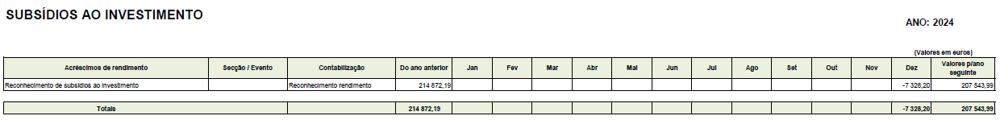 SUBSÍDIOS AO INVESTIMENTO
ANO: 2024
(Valores em euros)
Acréscimos de rendimento Secção / Evento Contabilização Do ano anterior Jan Fev Mar Abr Mai Jun Jul Ago Set Out Nov Dez Valores p/ano seguinte
Reconhecimento de subsídios ao investimento Reconhecimento rendimento 214 872,19 -7 328,20 207 543,99
Totais 214 872,19 -7 328,20 207 543,99